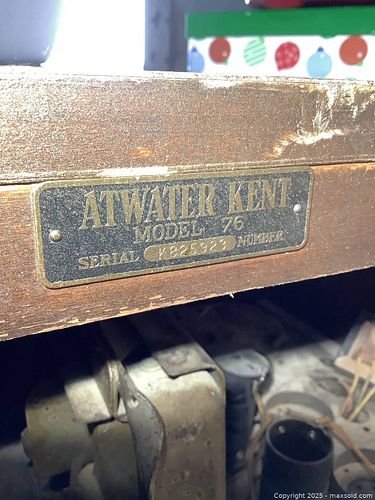 ATWATER KENT
MODEL 76
SERIAL K825923 NUMBER
Copyright 2025 - maxsold.com